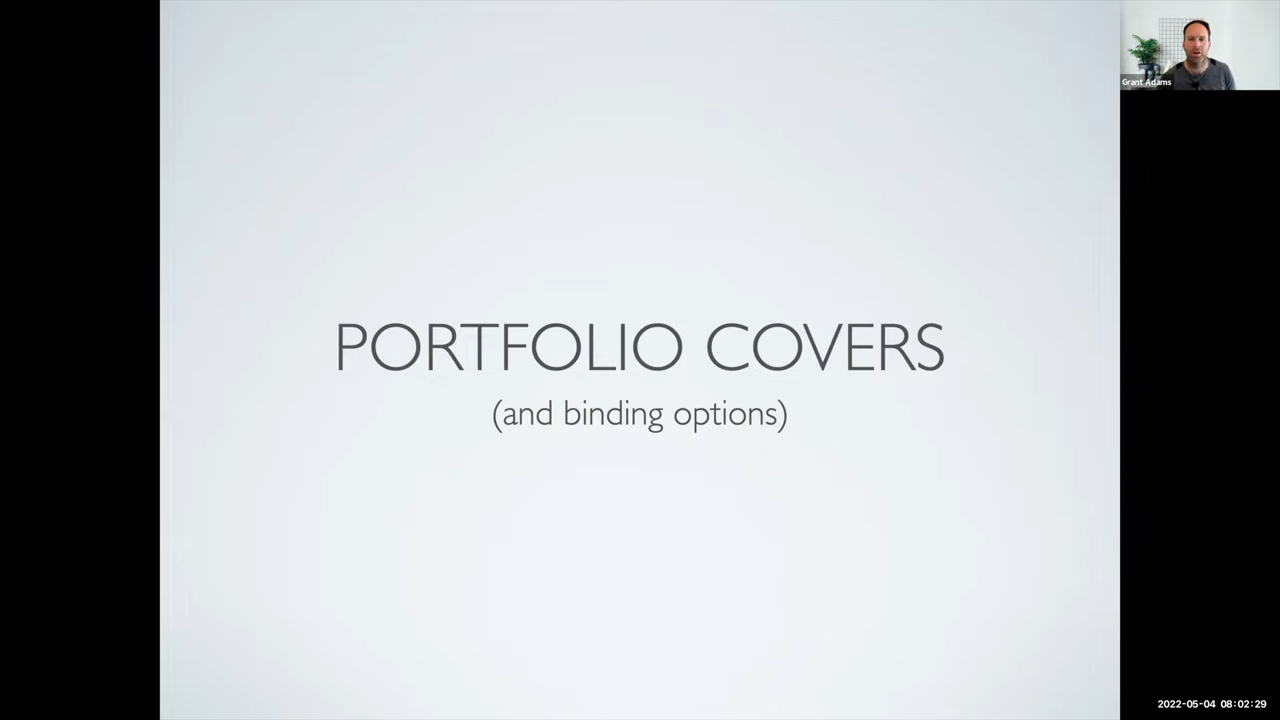 Grant Adams
PORTFOLIO COVERS
(and binding options)
2022-05-04 08:02:29